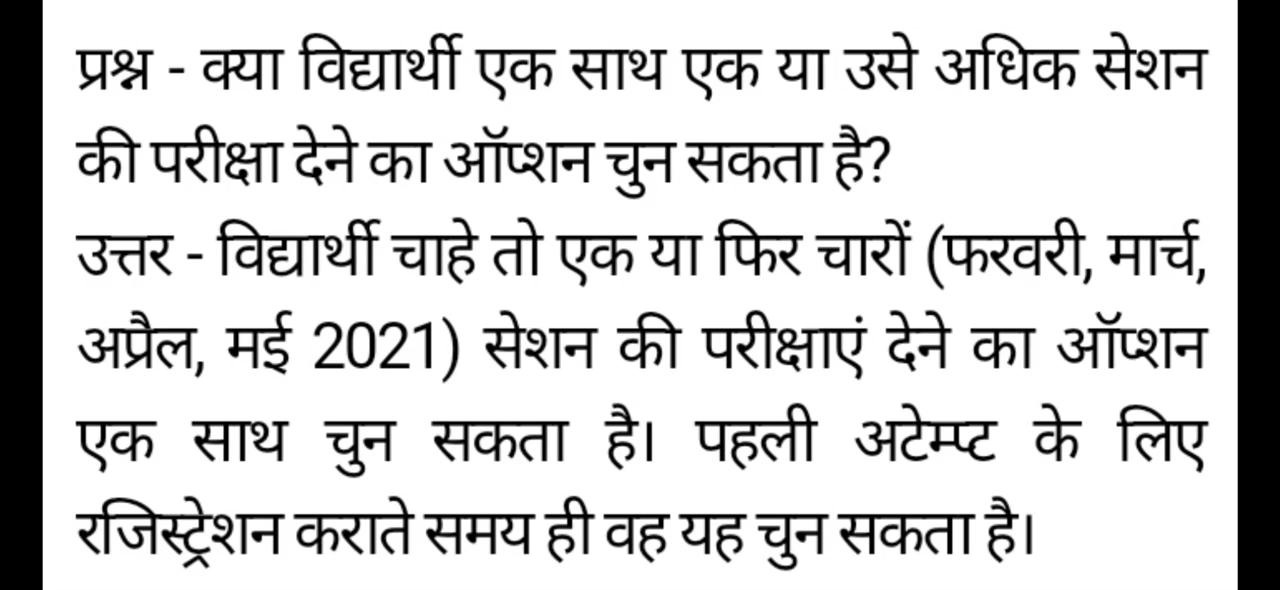 प्रश्न - क्या विद्यार्थी एक साथ एक या उसे अधिक सेशन
की परीक्षा देने का ऑप्शन चुन सकता है?
उत्तर - विद्यार्थी चाहे तो एक या फिर चारों (फरवरी, मार्च,
अप्रैल, मई 2021) सेशन की परीक्षाएं देने का ऑप्शन
एक साथ चुन सकता है। पहली अटेम्प्ट के लिए
रजिस्ट्रेशन कराते समय ही वह यह चुन सकता है।